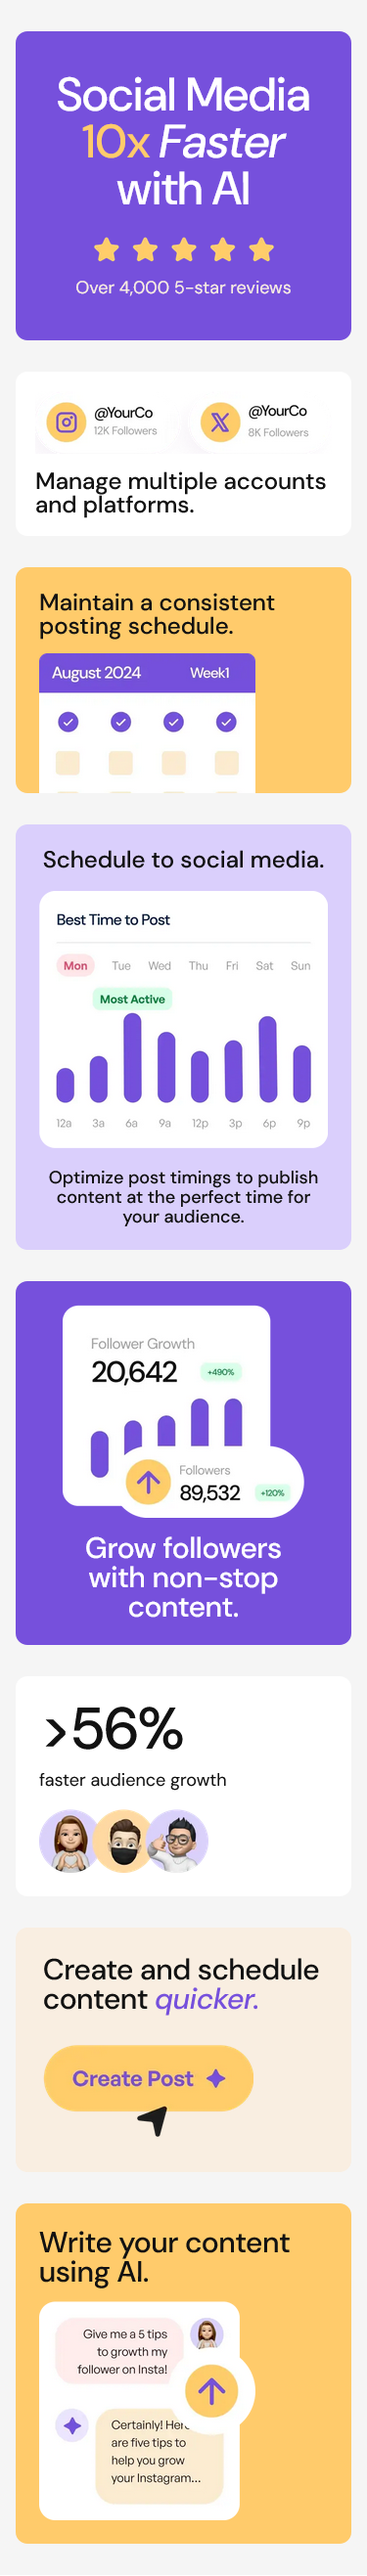 Social Media
10x Faster
with AI
Over 4,000 5-star reviews
@YourCo
12K Followers
@YourCo
8K Followers
Manage multiple accounts
and platforms.
Maintain a consistent
posting schedule.
August 2024 Week1
Schedule to social media.
Best Time to Post
Mon Tue Wed Thu Fri Sat Sun
Most Active
12a 3a 6a 9a 12p 3p 6p 9p
Optimize post timings to publish
content at the perfect time for
your audience.
Follower Growth
20,642 +490%
Followers
89,532 +120%
Grow followers
with non-stop
content.
>56%
faster audience growth
Create and schedule
content quicker.
Create Post
Write your content
using AI.
Give me a 5 tips
to growth my
follower on Insta!
Certainly! Here
are five tips to
help you grow
your Instagram...